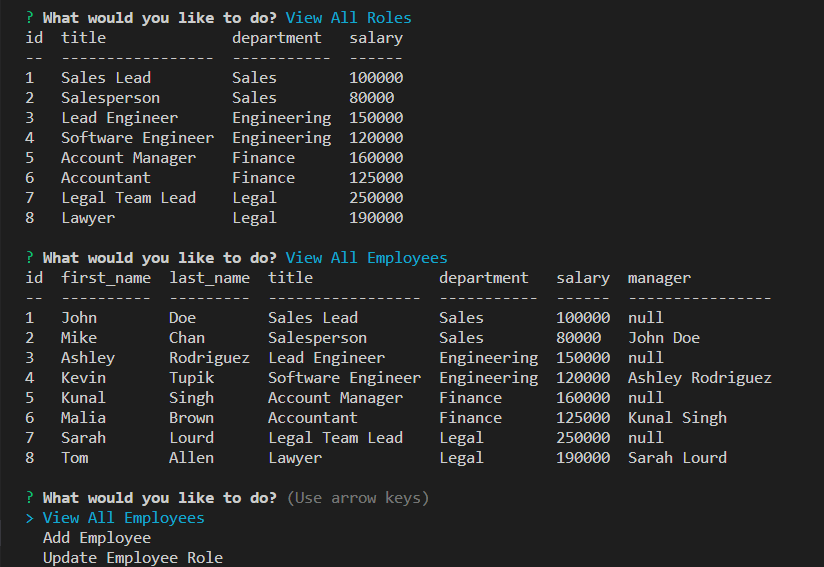 ? What would you like to do? View All Roles
id  title              department   salary
--  -----------------  -----------  ------
1   Sales Lead         Sales        100000
2   Salesperson        Sales        80000
3   Lead Engineer      Engineering  150000
4   Software Engineer  Engineering  120000
5   Account Manager    Finance      160000
6   Accountant         Finance      125000
7   Legal Team Lead    Legal        250000
8   Lawyer             Legal        190000
? What would you like to do? View All Employees
id  first_name  last_name  title              department   salary  manager
--  ----------  ---------  -----------------  -----------  ------  ----------------
1   John        Doe        Sales Lead         Sales        100000  null
2   Mike        Chan       Salesperson        Sales        80000   John Doe
3   Ashley      Rodriguez  Lead Engineer      Engineering  150000  null
4   Kevin       Tupik      Software Engineer  Engineering  120000  Ashley Rodriguez
5   Kunal       Singh      Account Manager    Finance      160000  null
6   Malia       Brown      Accountant         Finance      125000  Kunal Singh
7   Sarah       Lourd      Legal Team Lead    Legal        250000  null
8   Tom         Allen      Lawyer             Legal        190000  Sarah Lourd
? What would you like to do? (Use arrow keys)
> View All Employees
  Add Employee
  Update Employee Role